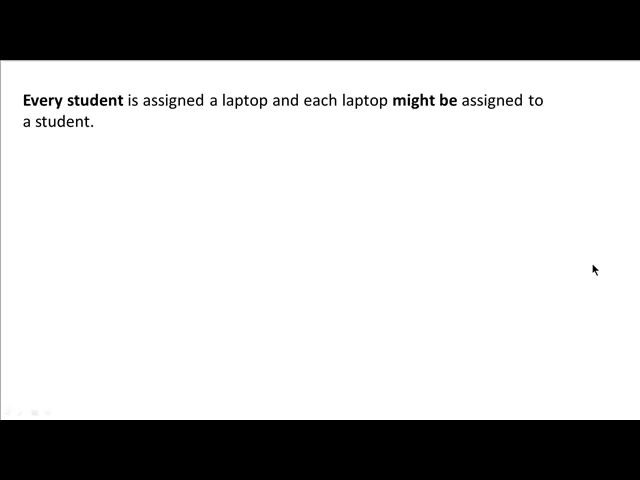 Every student is assigned a laptop and each laptop might be assigned to
a student.